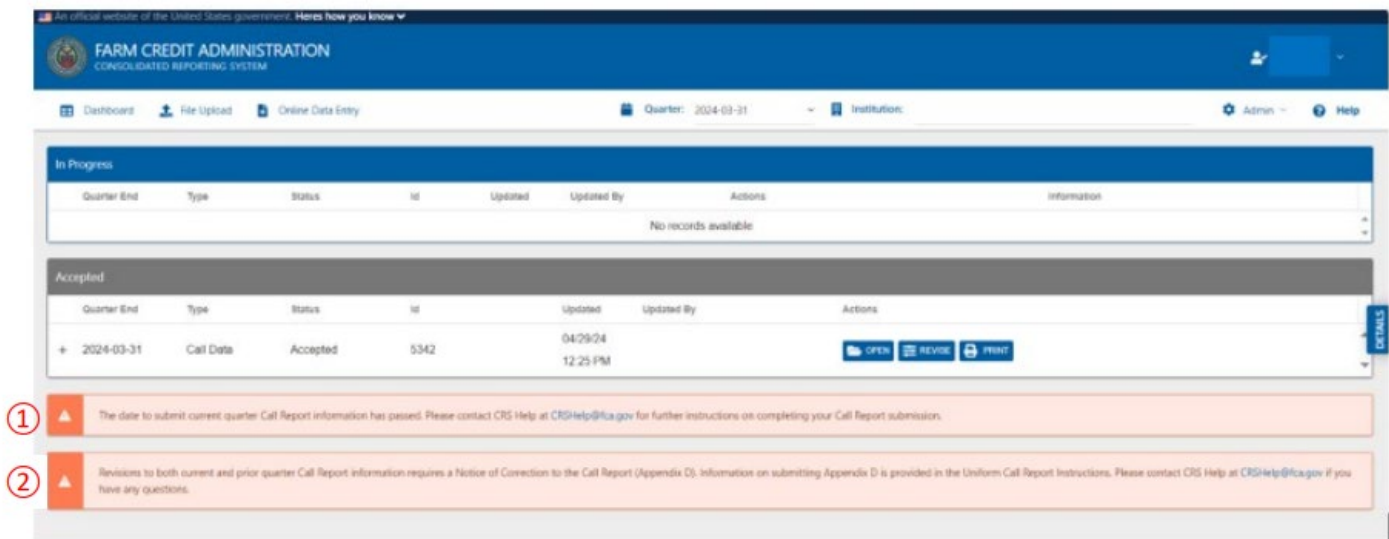 An official website of the United States government. Heres how you know
FARM CREDIT ADMINISTRATION
CONSOLIDATED REPORTING SYSTEM
Dashboard File Upload Online Data Entry Quarter: 2024-03-31 Institution: Admin Help
In Progress
Quarter End Type Status Id Updated Updated By Actions Information
No records available
Accepted
Quarter End Type Status Id Updated Updated By Actions
+ 2024-03-31 Call Data Accepted 5342 04/29/24 OPEN REVISE PRINT
12:25 PM
DETAILS
① The date to submit current quarter Call Report information has passed. Please contact CRS Help at CRSHelp@fca.gov for further instructions on completing your Call Report submission.
② Revisions to both current and prior quarter Call Report information requires a Notice of Correction to the Call Report (Appendix D). Information on submitting Appendix D is provided in the Uniform Call Report Instructions. Please contact CRS Help at CRSHelp@fca.gov if you
have any questions.